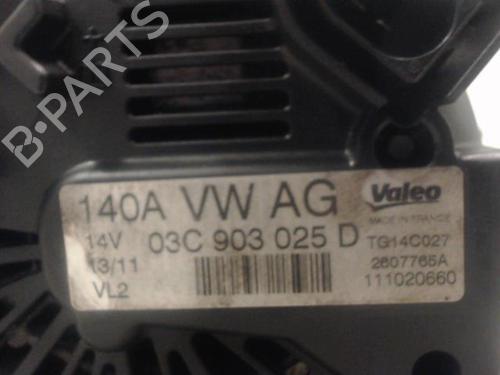 B-PARTS
140A VW AG
Valeo
MADE IN FRANCE
14V 03C 903 025 D TG14C027
13/11 2607765A
VL2 111020660